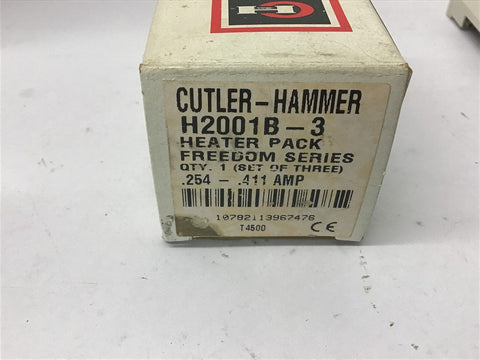 CUTLER-HAMMER
H2001B-3
HEATER PACK
FREEDOM SERIES
QTY. 1 (SET OF THREE)
.254 - .411 AMP
10782113967476
T4500 CE